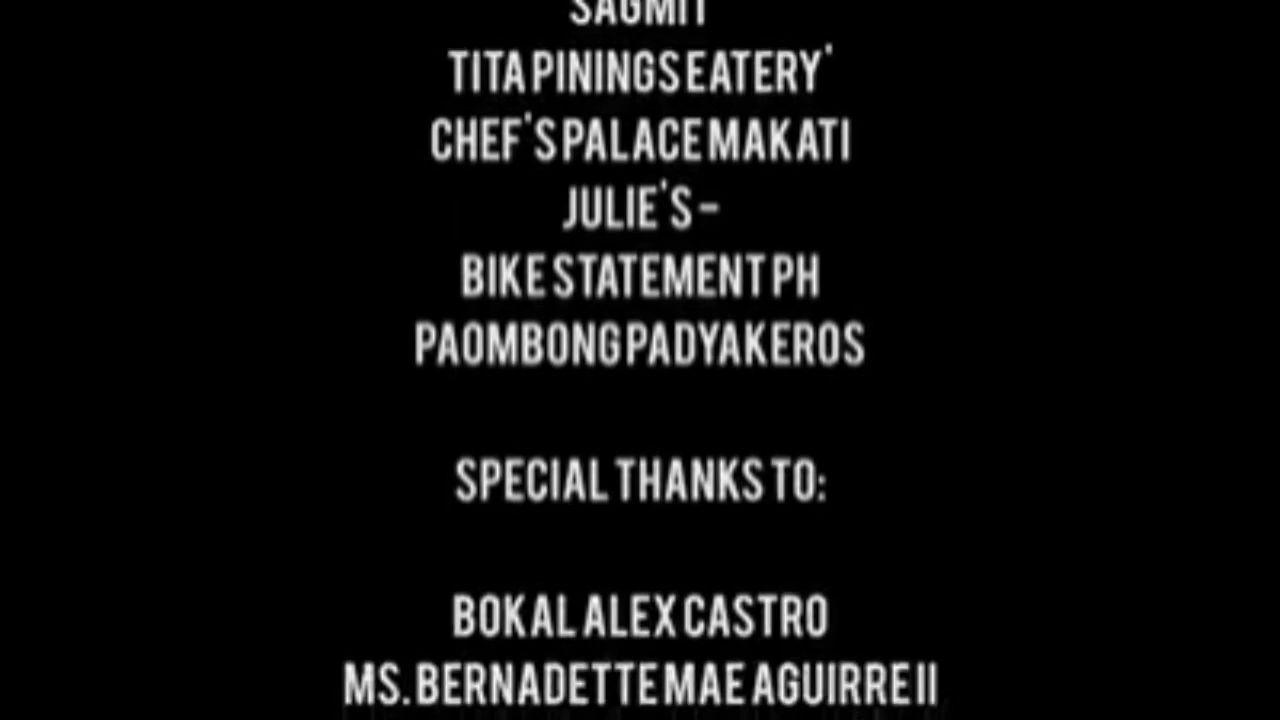 SAGMIT
TITA PININGS EATERY'
CHEF'S PALACE MAKATI
JULIE'S -
BIKE STATEMENT PH
PAOMBONG PADYAKEROS
SPECIAL THANKS TO:
BOKAL ALEX CASTRO
MS. BERNADETTE MAE AGUIRRE II